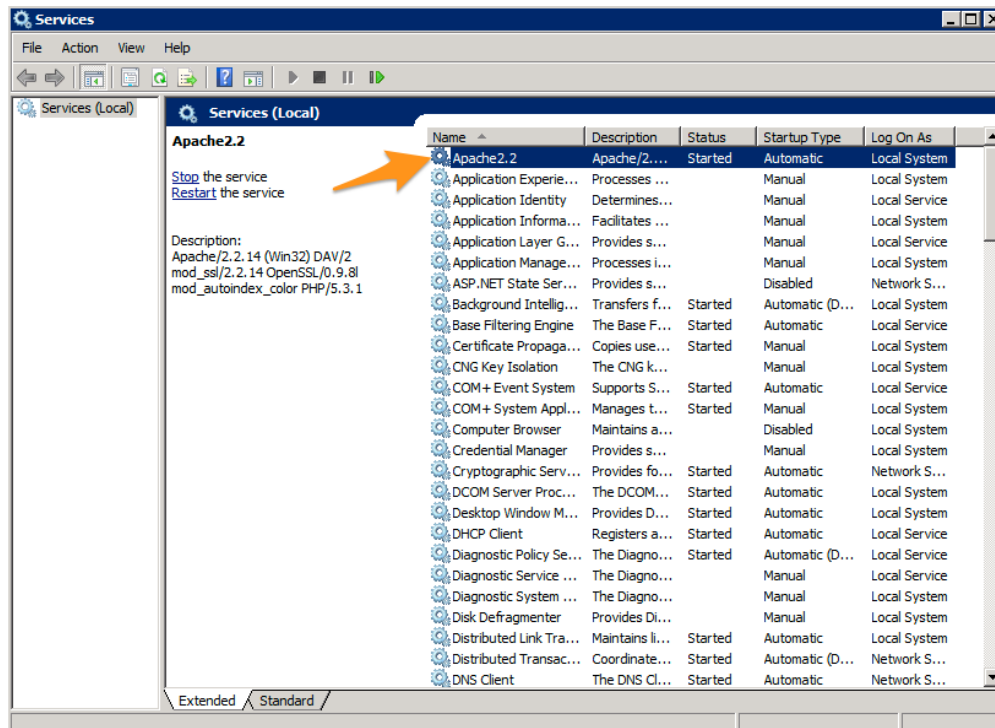 Services
File Action View Help
Services (Local)
Services (Local)
Apache2.2
Stop the service
Restart the service
Description:
Apache/2.2.14 (Win32) DAV/2
mod_ssl/2.2.14 OpenSSL/0.9.8l
mod_autoindex_color PHP/5.3.1
Name Description Status Startup Type Log On As
Apache2.2 Apache/2.... Started Automatic Local System
Application Experie... Processes ... Manual Local System
Application Identity Determines... Manual Local Service
Application Informa... Facilitates ... Manual Local System
Application Layer G... Provides s... Manual Local Service
Application Manage... Processes i... Manual Local System
ASP.NET State Ser... Provides s... Disabled Network S...
Background Intellig... Transfers f... Started Automatic (D... Local System
Base Filtering Engine The Base F... Started Automatic Local Service
Certificate Propaga... Copies use... Started Manual Local System
CNG Key Isolation The CNG k... Manual Local System
COM+ Event System Supports S... Started Automatic Local Service
COM+ System Appl... Manages t... Started Manual Local System
Computer Browser Maintains a... Disabled Local System
Credential Manager Provides s... Manual Local System
Cryptographic Serv... Provides fo... Started Automatic Network S...
DCOM Server Proc... The DCOM... Started Automatic Local System
Desktop Window M... Provides D... Started Automatic Local System
DHCP Client Registers a... Started Automatic Local Service
Diagnostic Policy Se... The Diagno... Started Automatic (D... Local Service
Diagnostic Service ... The Diagno... Manual Local Service
Diagnostic System ... The Diagno... Manual Local System
Disk Defragmenter Provides Di... Manual Local System
Distributed Link Tra... Maintains li... Started Automatic Local System
Distributed Transac... Coordinate... Started Automatic (D... Network S...
DNS Client The DNS Cl... Started Automatic Network S...
Extended Standard